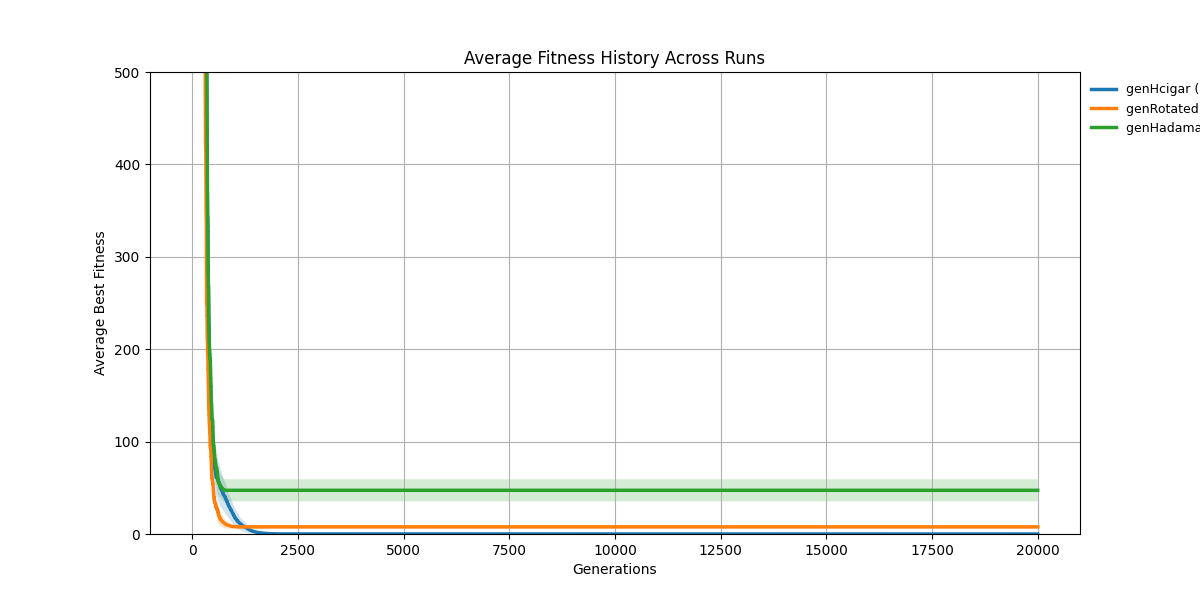 Average Fitness History Across Runs
500
400
300
200
100
0
Average Best Fitness
0 2500 5000 7500 10000 12500 15000 17500 20000
Generations
genHcigar (
genRotated
genHadama